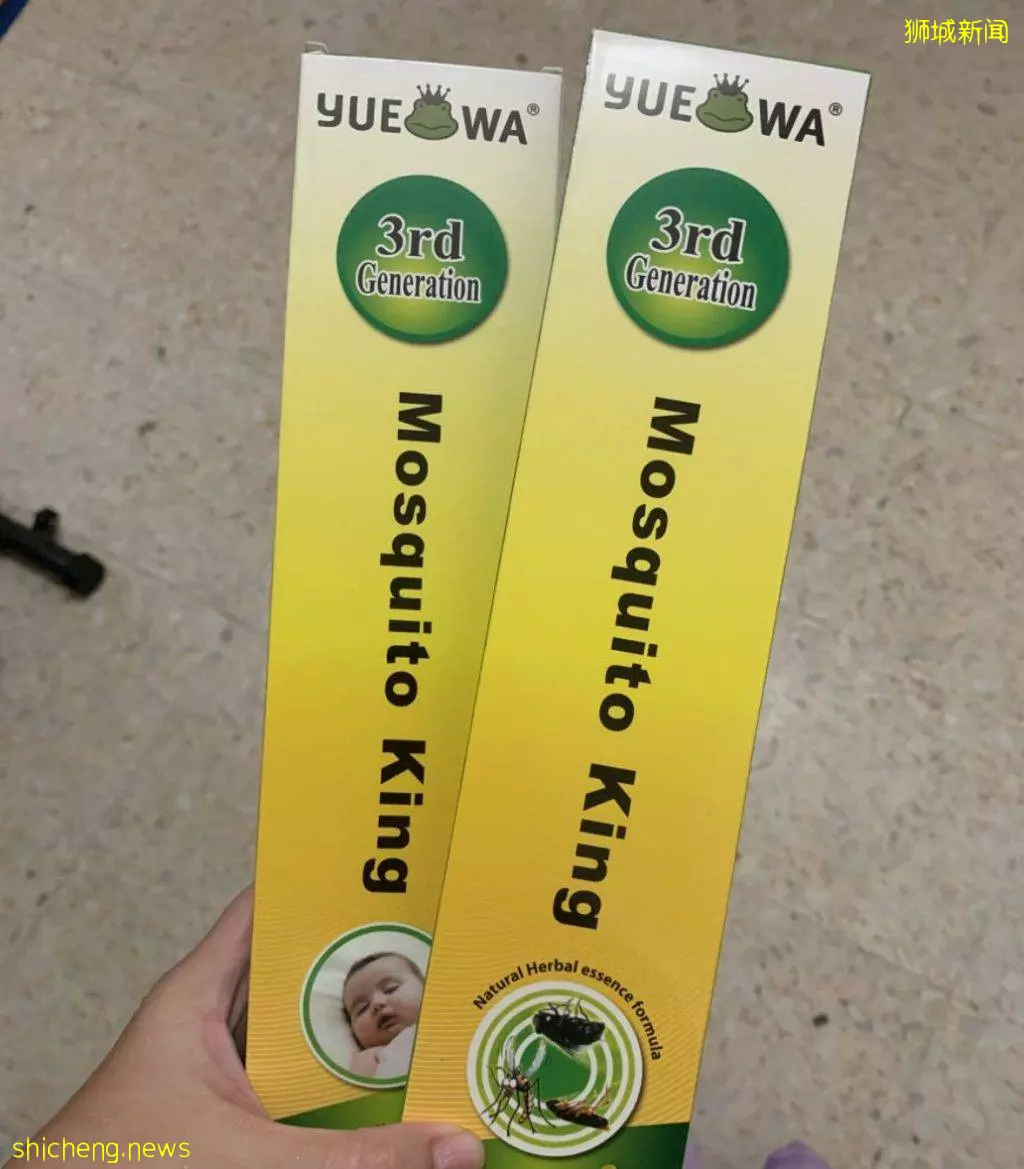 狮城新闻
YUE WA®
3rd
Generation
Mosquito King
YUE WA®
3rd
Generation
Mosquito King
Natural Herbal essence formula
shicheng.news